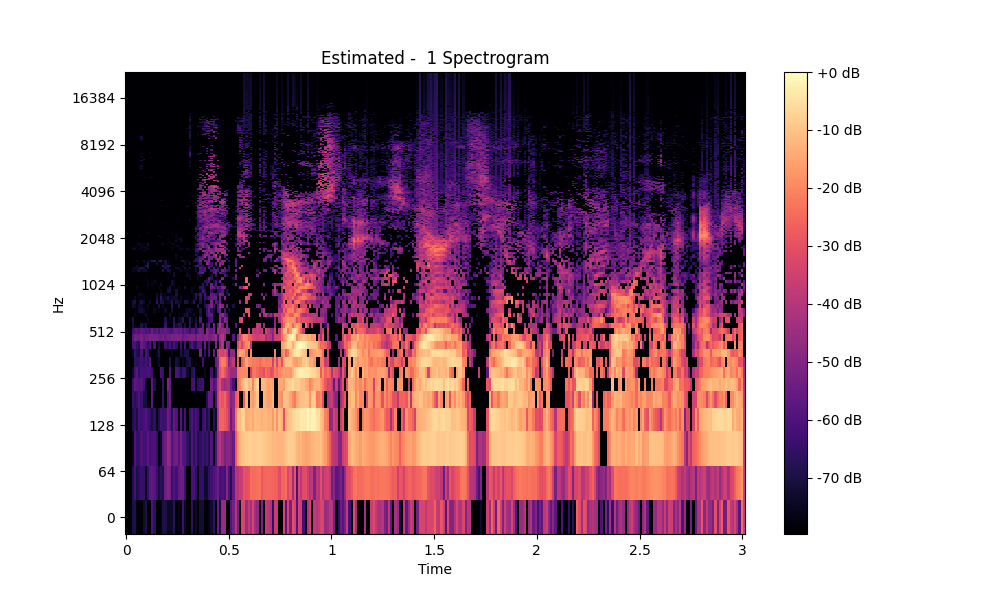 Estimated -  1 Spectrogram
Hz
16384
8192
4096
2048
1024
512
256
128
64
0
0 0.5 1 1.5 2 2.5 3
Time
+0 dB
-10 dB
-20 dB
-30 dB
-40 dB
-50 dB
-60 dB
-70 dB